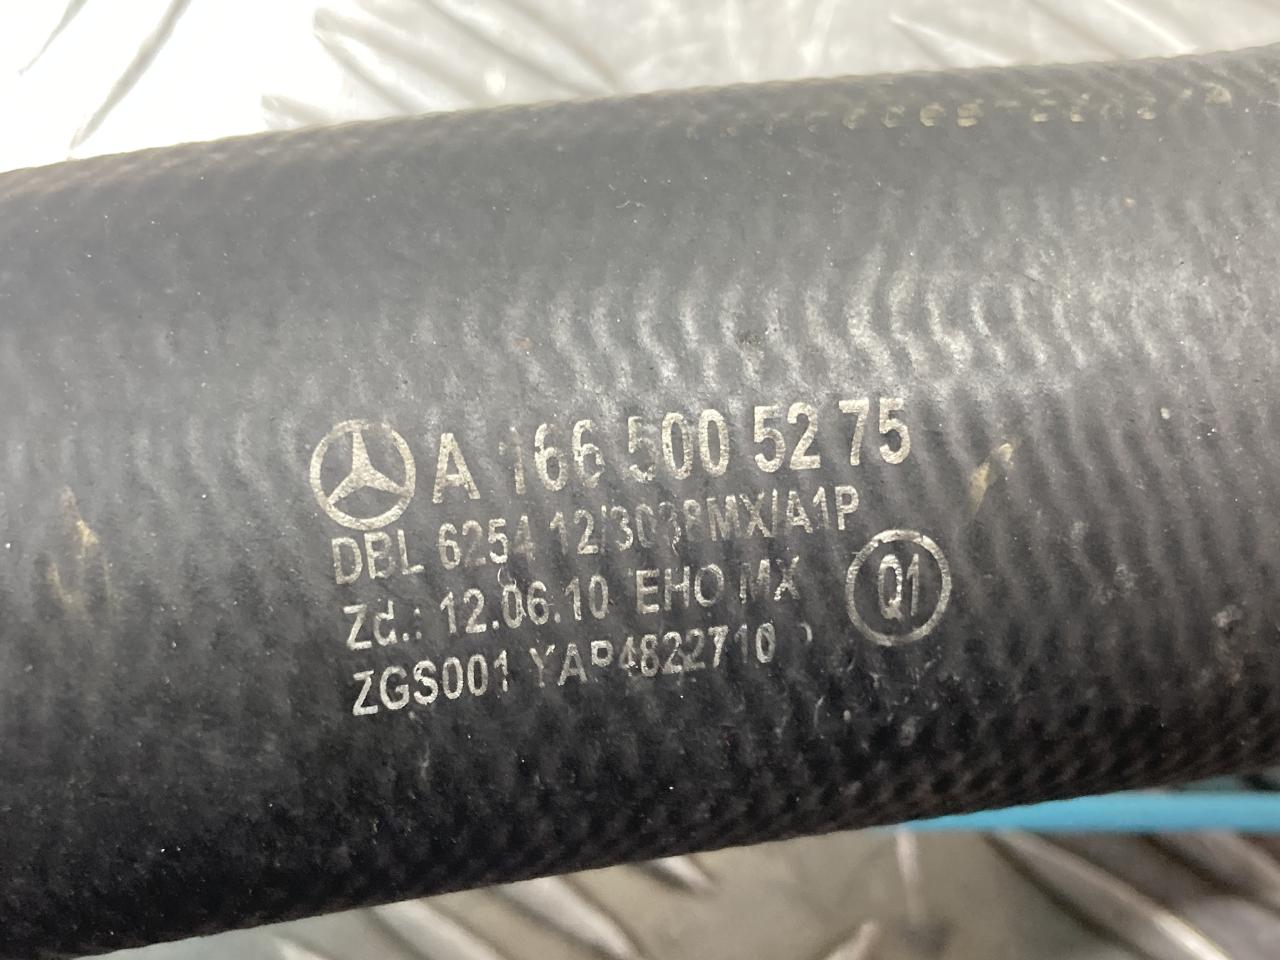 A 166 500 52 75
DBL 6254 12/3038MX/A1P
Zd.: 12.06.10 EHO MX
Q1
ZGS001 YAP4822710